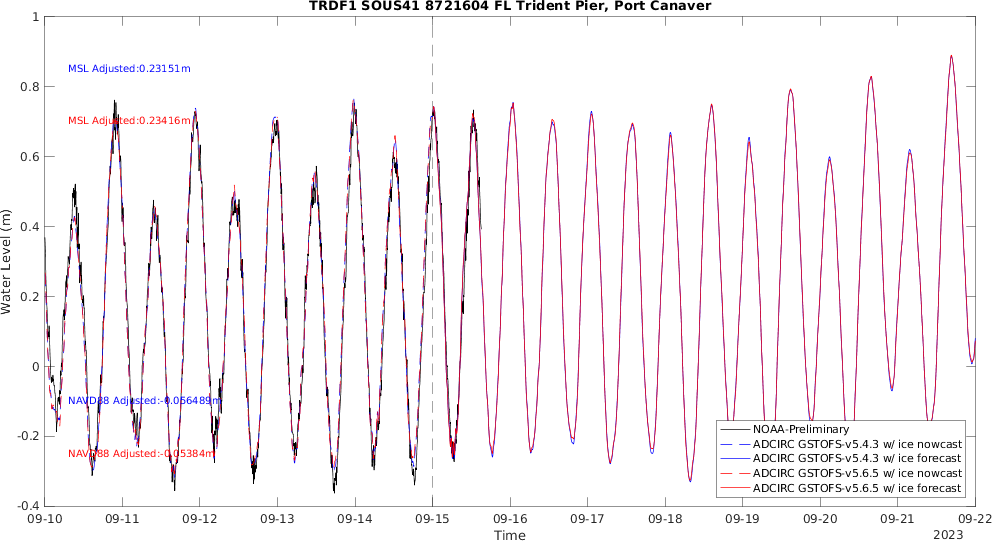 TRDF1 SOUS41 8721604 FL Trident Pier, Port Canaver
1
0.8
0.6
0.4
0.2
0
-0.2
-0.4
Water Level (m)
MSL Adjusted:0.23151m
MSL Adjusted:0.23416m
NAVD88 Adjusted:-0.056489m
NAVD88 Adjusted:-0.05384m
NOAA-Preliminary
ADCIRC GSTOFS-v5.4.3 w/ ice nowcast
ADCIRC GSTOFS-v5.4.3 w/ ice forecast
ADCIRC GSTOFS-v5.6.5 w/ ice nowcast
ADCIRC GSTOFS-v5.6.5 w/ ice forecast
09-10 09-11 09-12 09-13 09-14 09-15 09-16 09-17 09-18 09-19 09-20 09-21 09-22
Time
2023